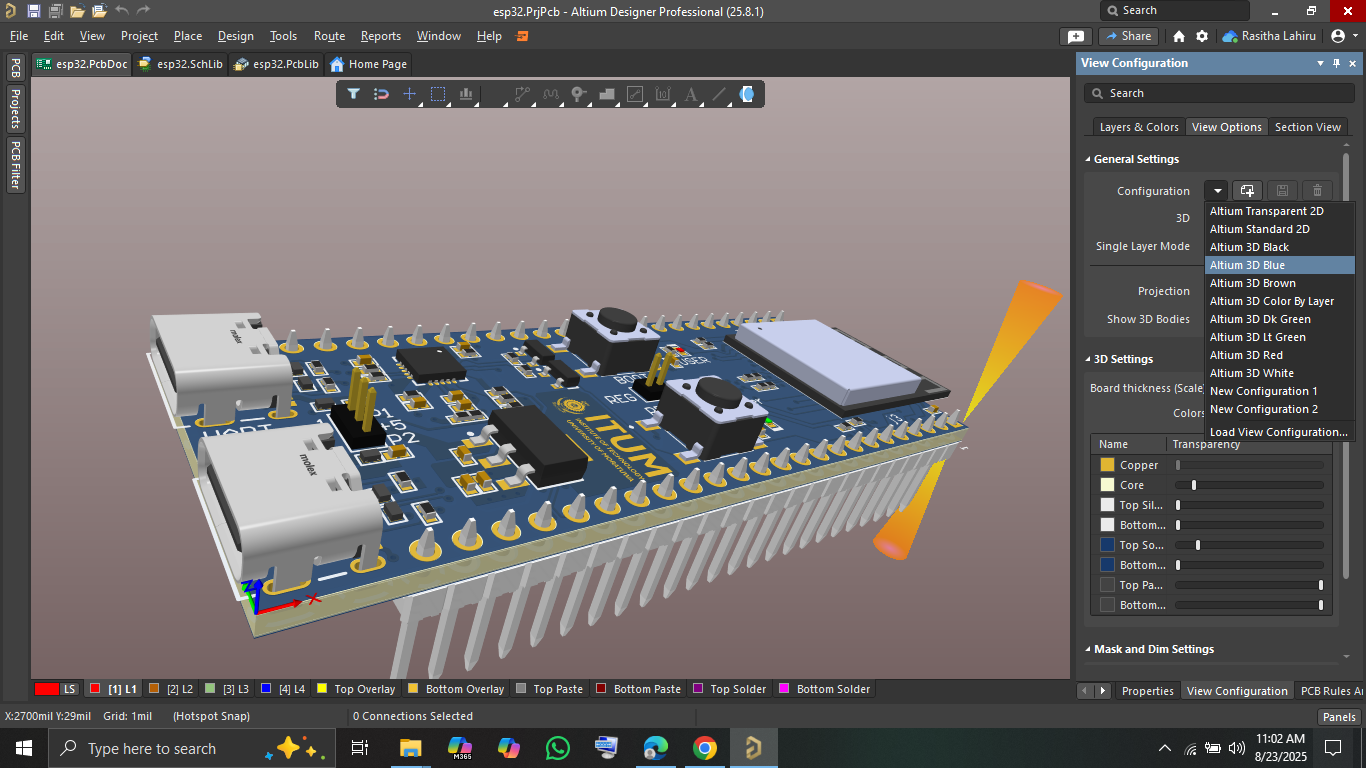 esp32.PrjPcb - Altium Designer Professional (25.8.1)
Search
File Edit View Project Place Design Tools Route Reports Window Help
Share
Rasitha Lahiru
esp32.PcbDoc
esp32.SchLib
esp32.PcbLib
Home Page
PCB
Projects
PCB Filter
View Configuration
Search
Layers & Colors
View Options
Section View
General Settings
Configuration
3D
Single Layer Mode
Projection
Show 3D Bodies
Altium Transparent 2D
Altium Standard 2D
Altium 3D Black
Altium 3D Blue
Altium 3D Brown
Altium 3D Color By Layer
Altium 3D Dk Green
Altium 3D Lt Green
Altium 3D Red
Altium 3D White
New Configuration 1
New Configuration 2
Load View Configuration...
3D Settings
Board thickness (Scale)
Colors
Name
Transparency
Copper
Core
Top Sil...
Bottom...
Top So...
Bottom...
Top Pa...
Bottom...
Mask and Dim Settings
Properties
View Configuration
PCB Rules A
Panels
molex
molex
UART
USER
BOOT
REG
ITUM
INSTITUTE OF TECHNOLOGY
UNIVERSITY OF MORATUWA
X
LS
[1] L1
[2] L2
[3] L3
[4] L4
Top Overlay
Bottom Overlay
Top Paste
Bottom Paste
Top Solder
Bottom Solder
X:2700mil Y:29mil Grid: 1mil (Hotspot Snap)
0 Connections Selected
Type here to search
M365
11:02 AM
8/23/2025